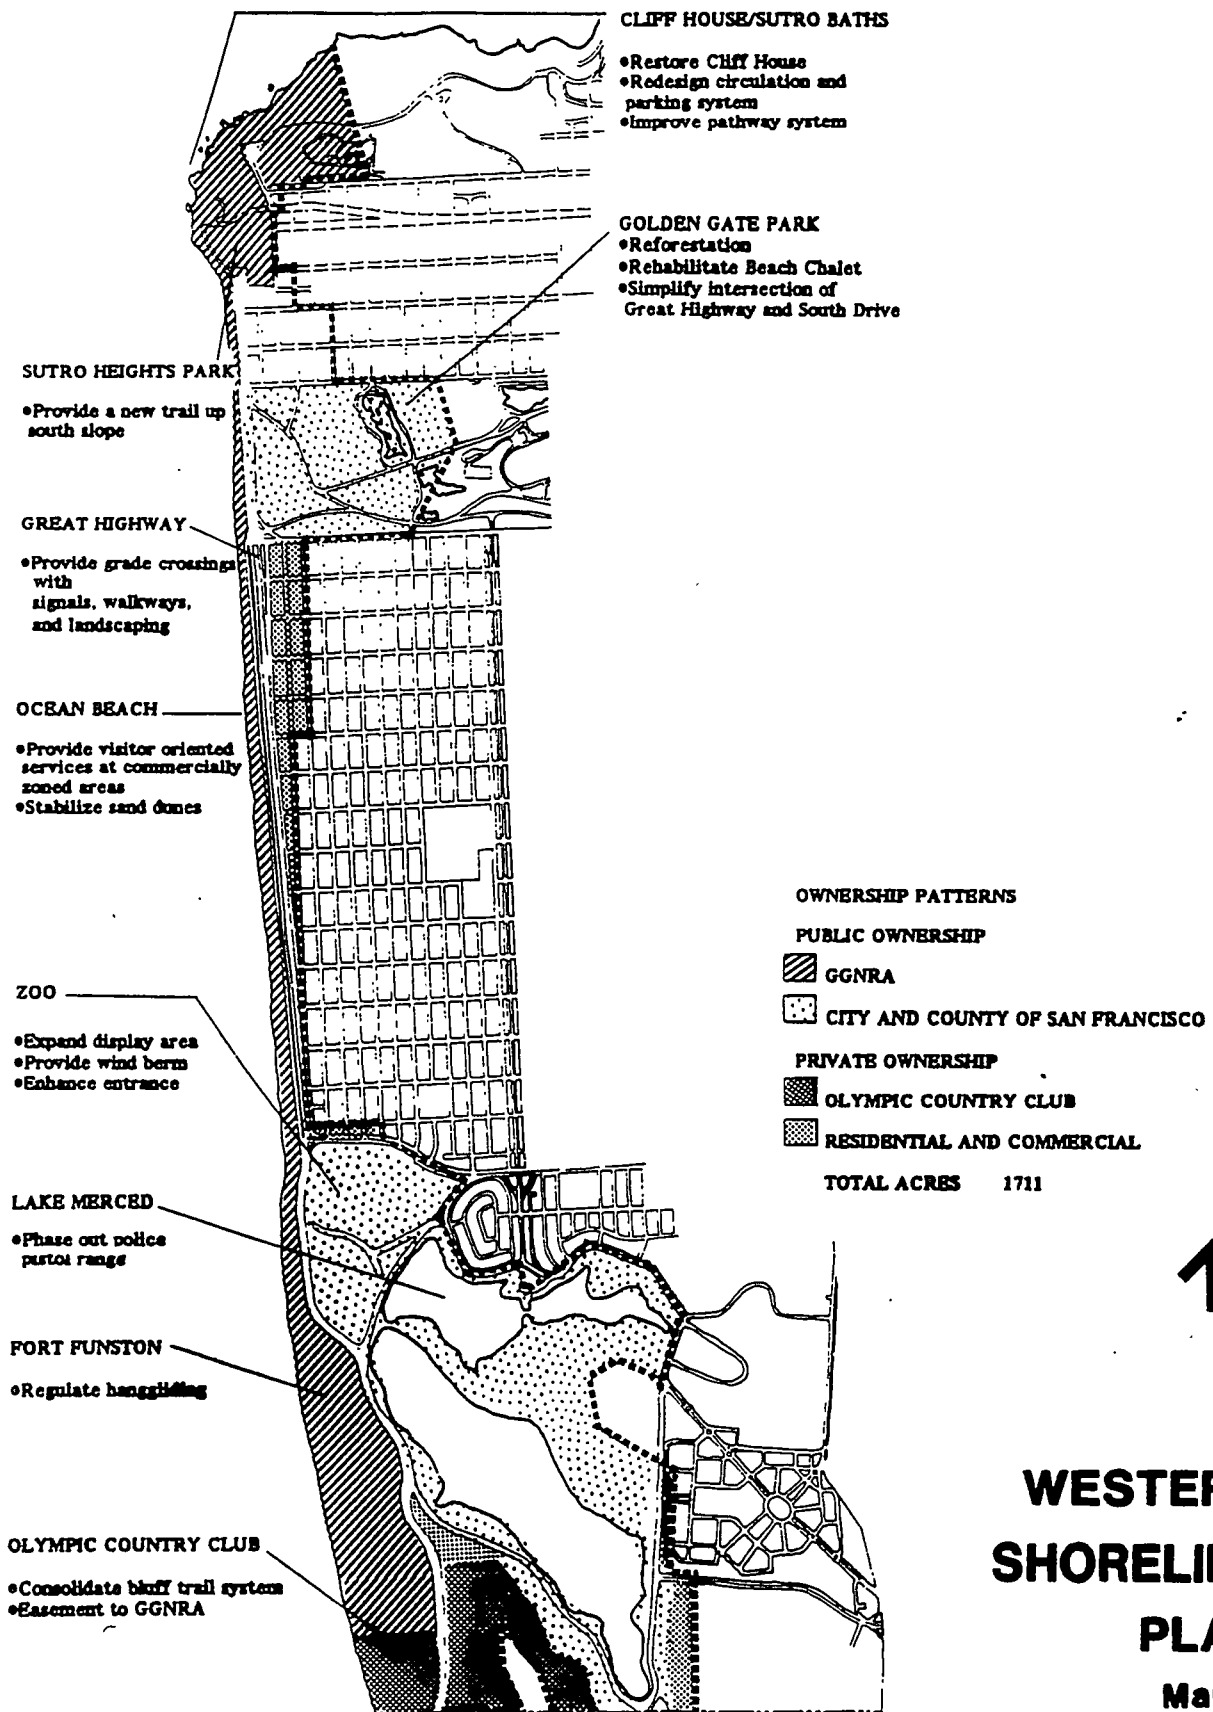 CLIFF HOUSE/SUTRO BATHS
•Restore Cliff House
•Redesign circulation and
parking system
•Improve pathway system
GOLDEN GATE PARK
•Reforestation
•Rehabilitate Beach Chalet
•Simplify intersection of
Great Highway and South Drive
SUTRO HEIGHTS PARK
•Provide a new trail up
south slope
GREAT HIGHWAY
•Provide grade crossings
with
signals, walkways,
and landscaping
OCEAN BEACH
•Provide visitor oriented
services at commercially
zoned areas
•Stabilize sand dunes
ZOO
•Expand display area
•Provide wind berm
•Enhance entrance
LAKE MERCED
•Phase out police
pistol range
FORT FUNSTON
•Regulate hanggliding
OLYMPIC COUNTRY CLUB
•Consolidate bluff trail system
•Easement to GGNRA
OWNERSHIP PATTERNS
PUBLIC OWNERSHIP
GGNRA
CITY AND COUNTY OF SAN FRANCISCO
PRIVATE OWNERSHIP
OLYMPIC COUNTRY CLUB
RESIDENTIAL AND COMMERCIAL
TOTAL ACRES 1711
WESTER
SHORELI
PLA
Ma